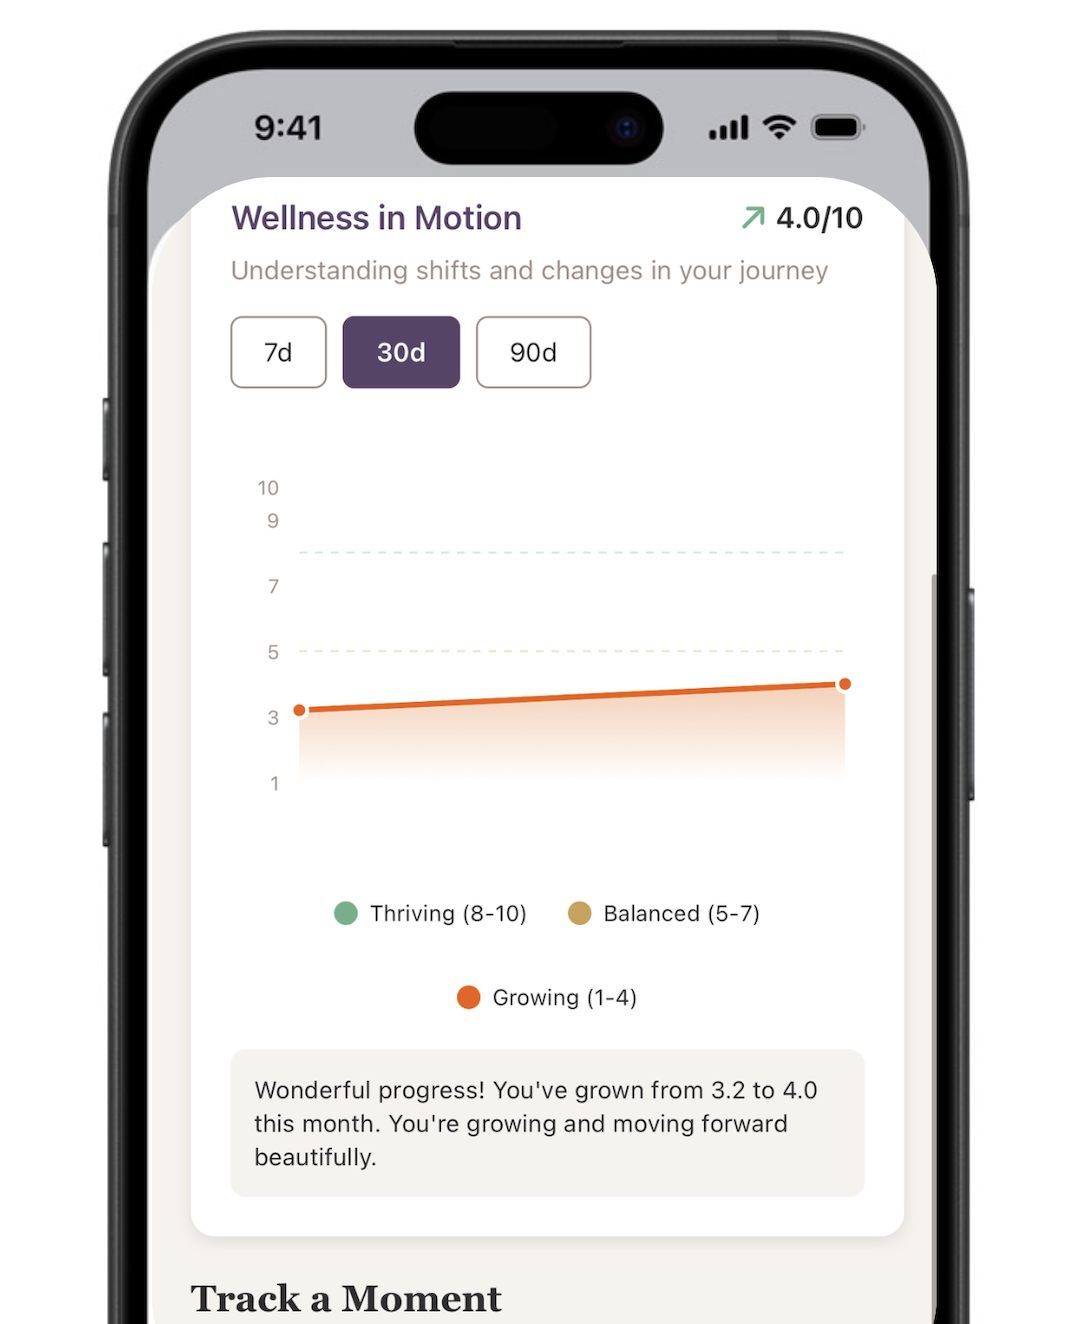 9:41
Wellness in Motion
4.0/10
Understanding shifts and changes in your journey
7d
30d
90d
10
9
7
5
3
1
Thriving (8-10)
Balanced (5-7)
Growing (1-4)
Wonderful progress! You've grown from 3.2 to 4.0
this month. You're growing and moving forward
beautifully.
Track a Moment